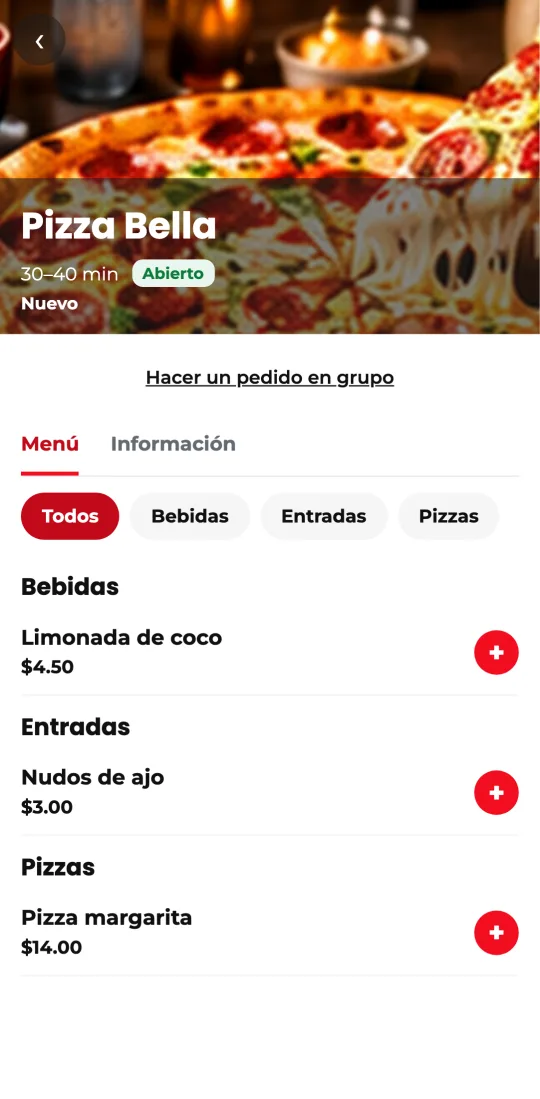 Pizza Bella
30–40 min Abierto
Nuevo
Hacer un pedido en grupo
Menú Información
Todos Bebidas Entradas Pizzas
Bebidas
Limonada de coco
$4.50
Entradas
Nudos de ajo
$3.00
Pizzas
Pizza margarita
$14.00